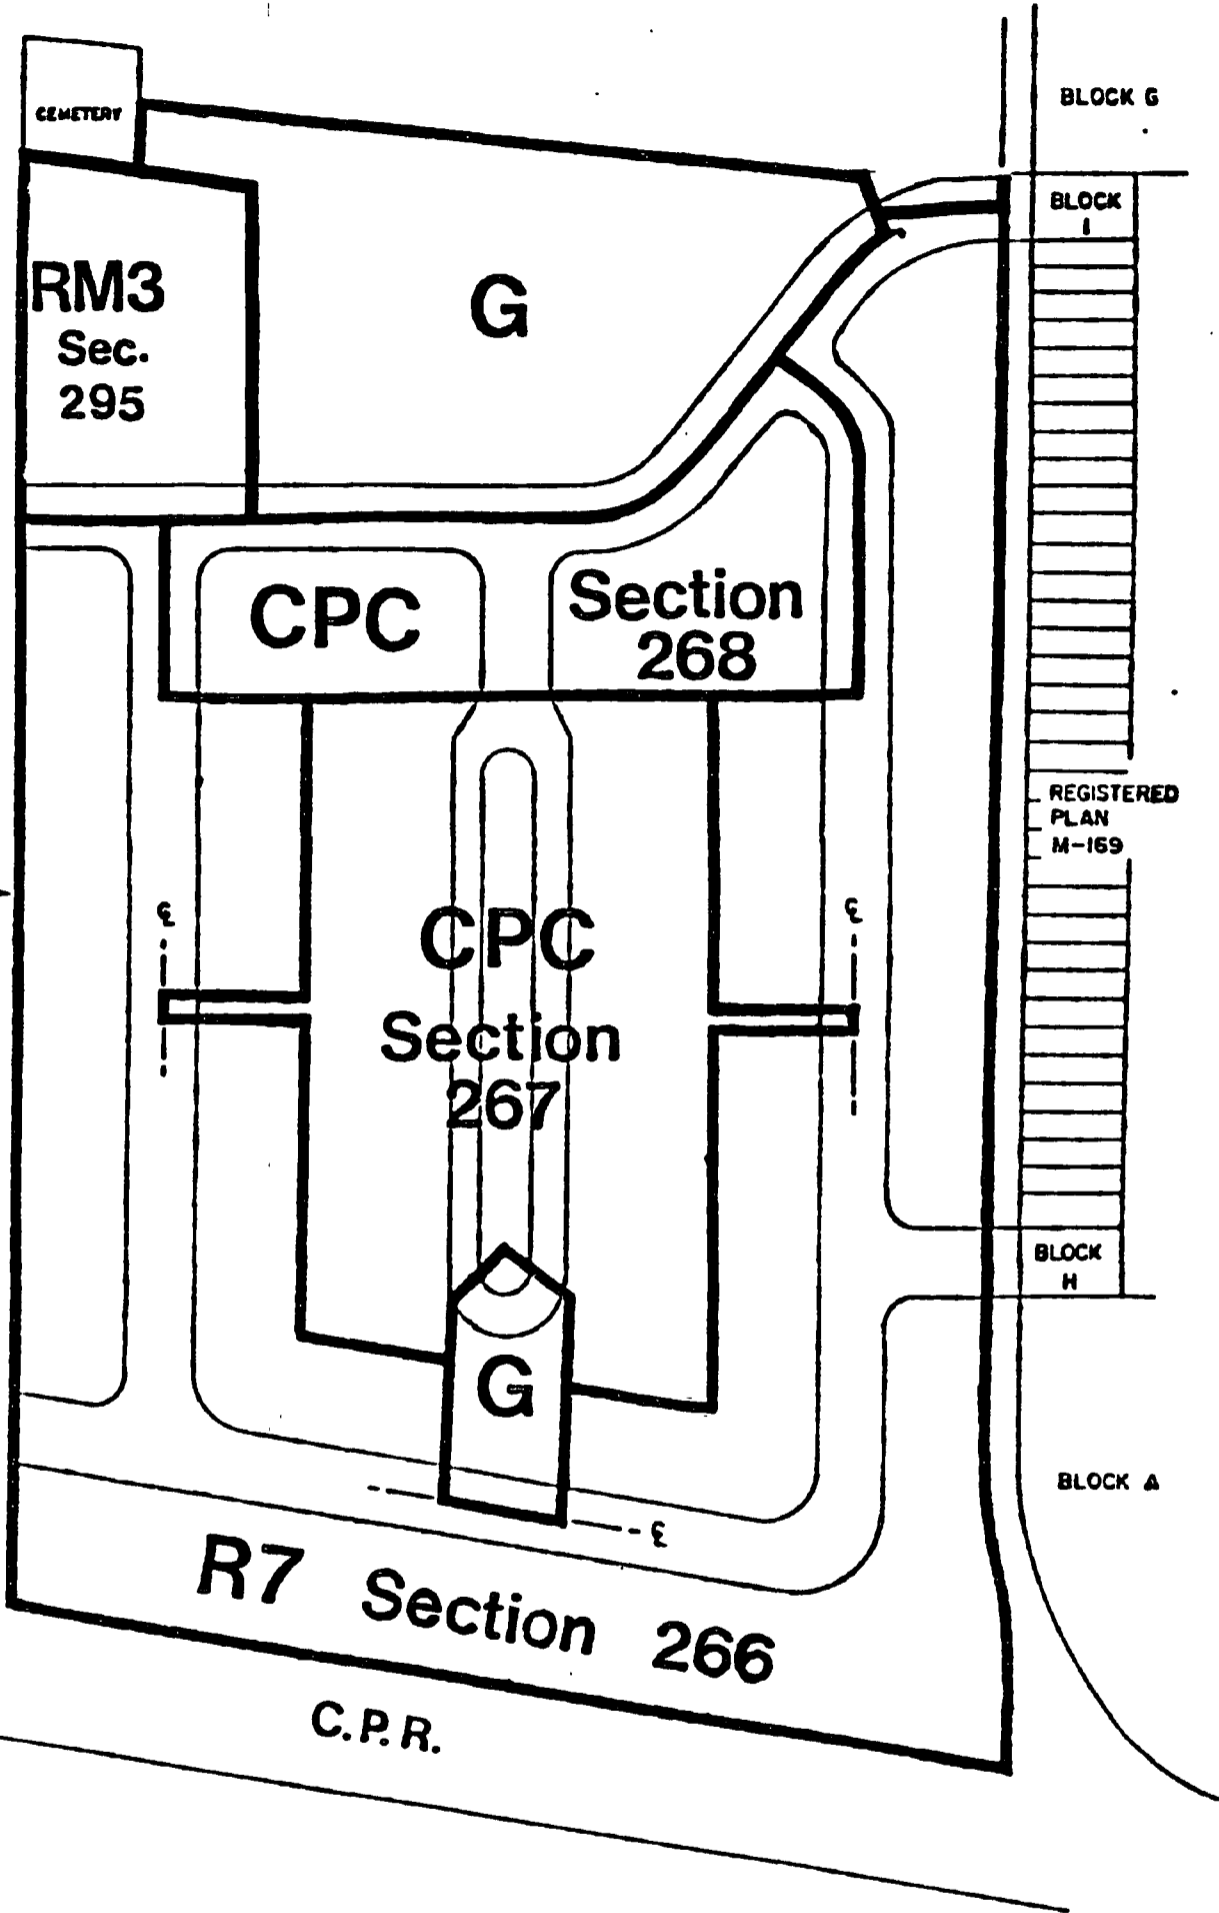 BLOCK G
CEMETERY
BLOCK
I
RM3
Sec.
295
G
CPC
Section
268
REGISTERED
PLAN
M-169
℄
℄
CPC
Section
267
BLOCK
H
G
BLOCK A
℄
R7 Section 266
C.P.R.